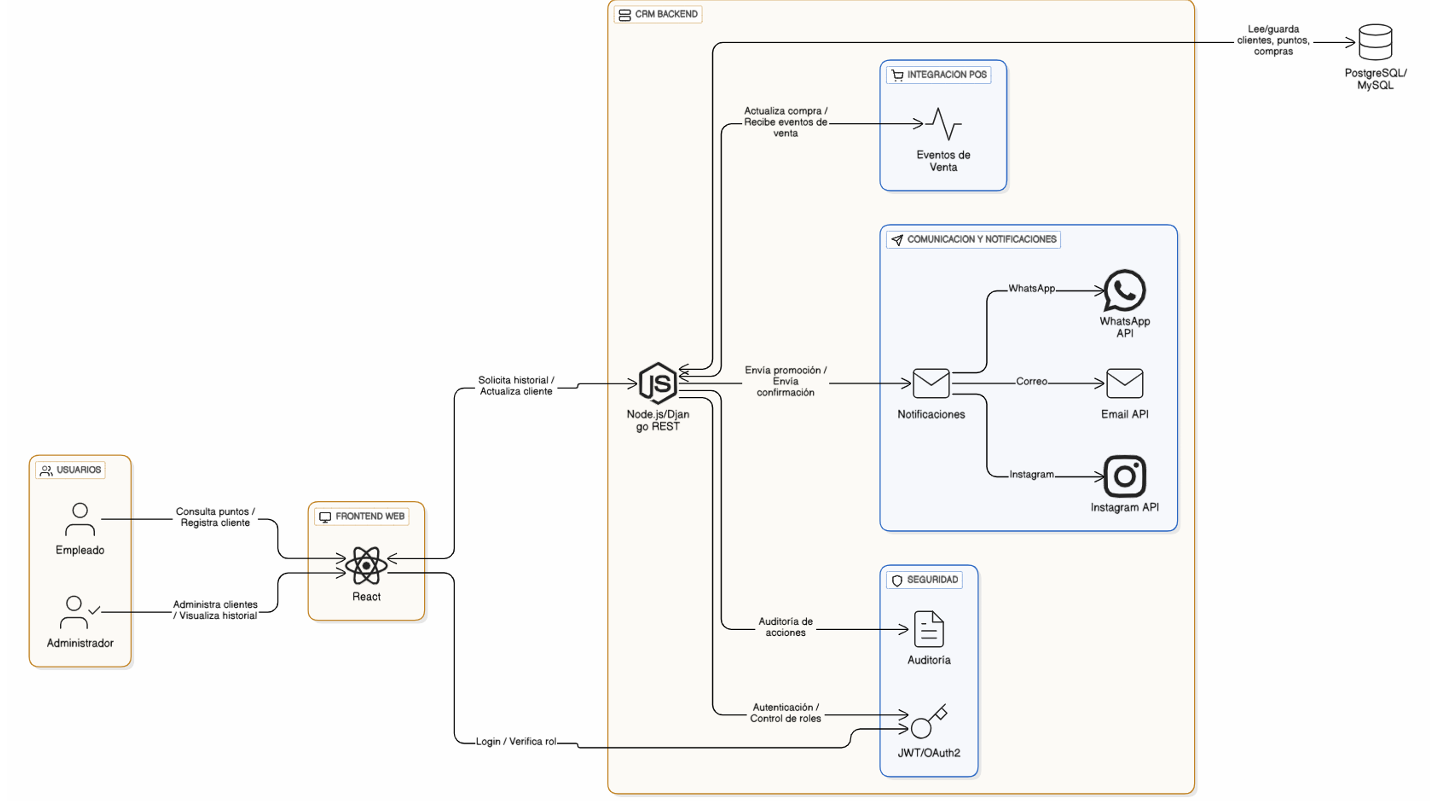 CRM BACKEND
Lee/guarda
clientes, puntos,
compras
PostgreSQL/
MySQL
INTEGRACION POS
Actualiza compra /
Recibe eventos de
venta
Eventos de
Venta
COMUNICACION Y NOTIFICACIONES
WhatsApp
WhatsApp
API
Solicita historial /
Actualiza cliente
JS
Node.js/Djan
go REST
Envía promoción /
Envía
confirmación
Notificaciones
Correo
Email API
Instagram
Instagram API
USUARIOS
Empleado
Consulta puntos /
Registra cliente
Administrador
Administra clientes
/ Visualiza historial
FRONTEND WEB
React
SEGURIDAD
Auditoría de
acciones
Auditoría
Autenticación /
Control de roles
Login / Verifica rol
JWT/OAuth2